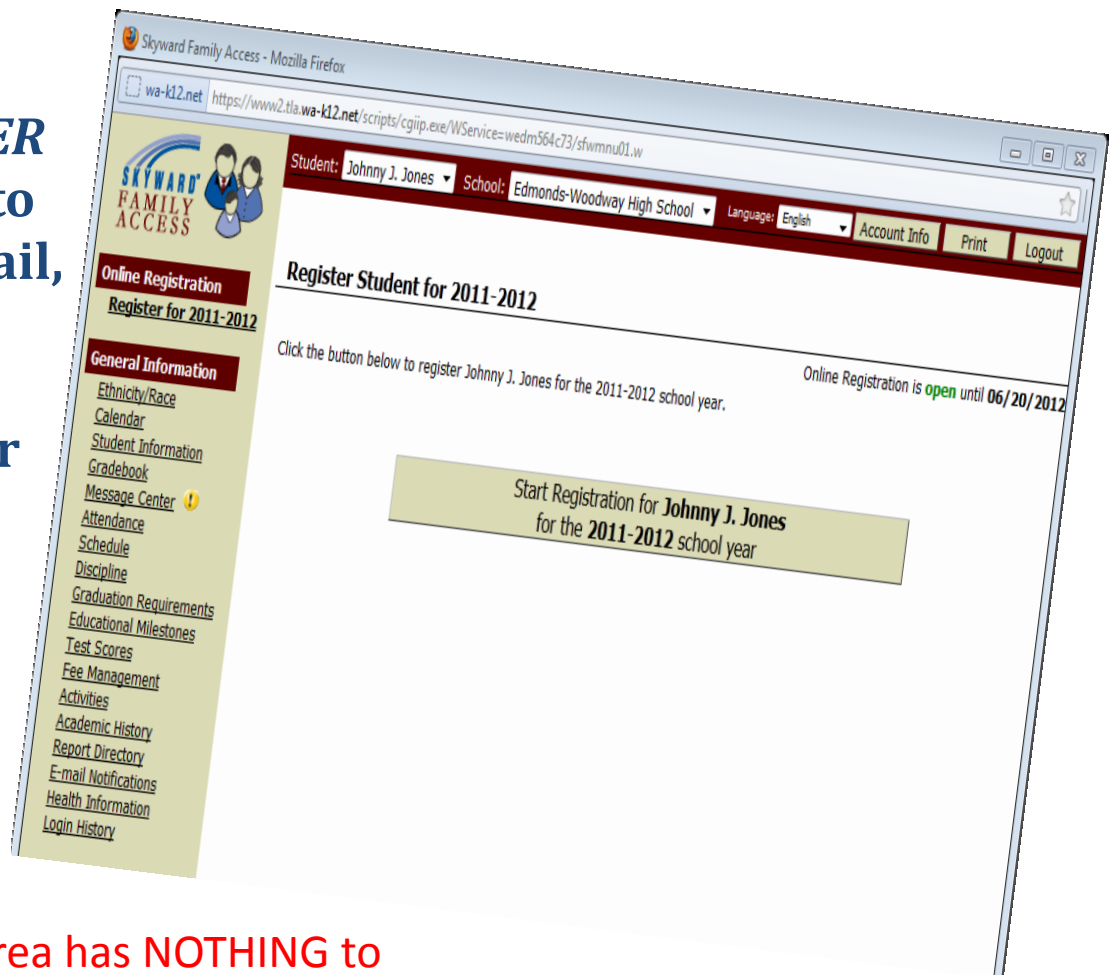 ER
to
ail,
r
Skyward Family Access - Mozilla Firefox
wa-k12.net https://www2.tla.wa-k12.net/scripts/cgiip.exe/WService=wedm564c73/sfwmnu01.w
SKYWARD®
FAMILY
ACCESS
Student: Johnny J. Jones School: Edmonds-Woodway High School Language: English Account Info Print Logout
Online Registration
Register for 2011-2012
General Information
Ethnicity/Race
Calendar
Student Information
Gradebook
Message Center !
Attendance
Schedule
Discipline
Graduation Requirements
Educational Milestones
Test Scores
Fee Management
Activities
Academic History
Report Directory
E-mail Notifications
Health Information
Login History
Register Student for 2011-2012
Online Registration is open until 06/20/2012
Click the button below to register Johnny J. Jones for the 2011-2012 school year.
Start Registration for Johnny J. Jones
for the 2011-2012 school year
rea has NOTHING to